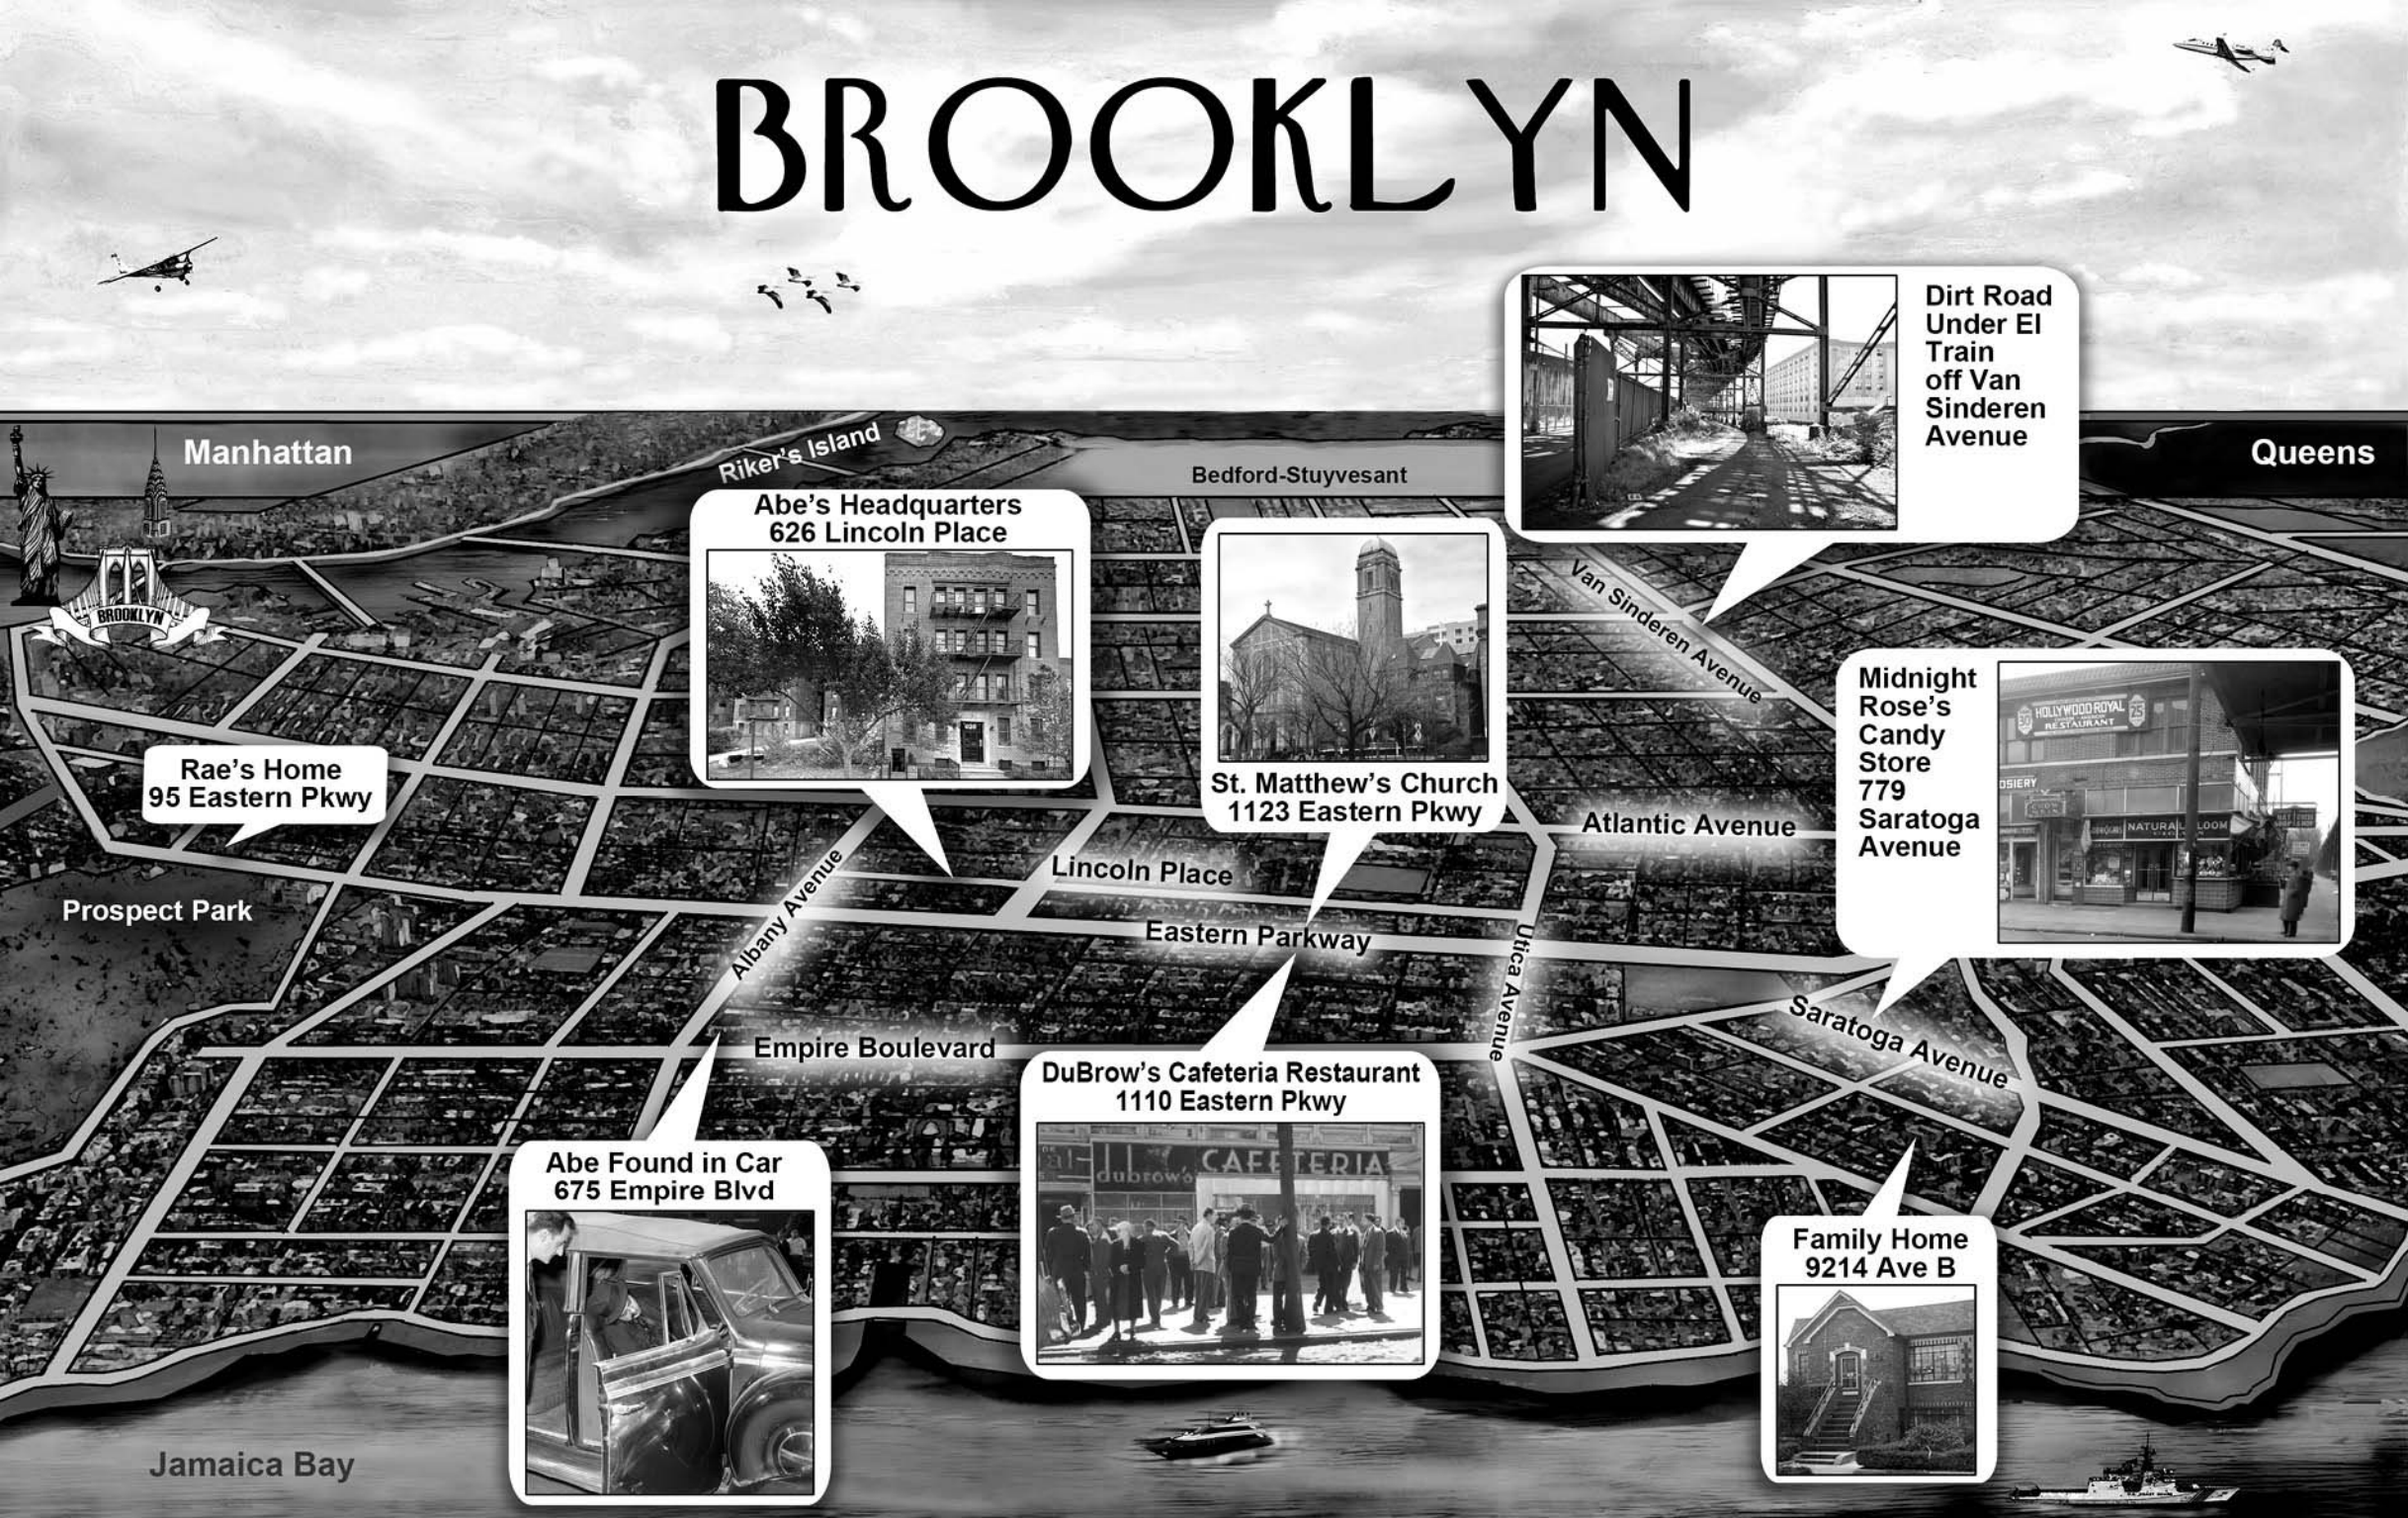 BROOKLYN
Dirt Road
Under El
Train
off Van
Sinderen
Avenue
Manhattan
Riker's Island
Bedford-Stuyvesant
Queens
Abe's Headquarters
626 Lincoln Place
BROOKLYN
Van Sinderen Avenue
Midnight
Rose's
Candy
Store
779
Saratoga
Avenue
HOLLYWOOD ROYAL
RESTAURANT
OSIERY
NATURAL BLOOM
Rae's Home
95 Eastern Pkwy
St. Matthew's Church
1123 Eastern Pkwy
Atlantic Avenue
Lincoln Place
Albany Avenue
Prospect Park
Eastern Parkway
Utica Avenue
Saratoga Avenue
Empire Boulevard
DuBrow's Cafeteria Restaurant
1110 Eastern Pkwy
dubrow's CAFETERIA
Abe Found in Car
675 Empire Blvd
Family Home
9214 Ave B
Jamaica Bay